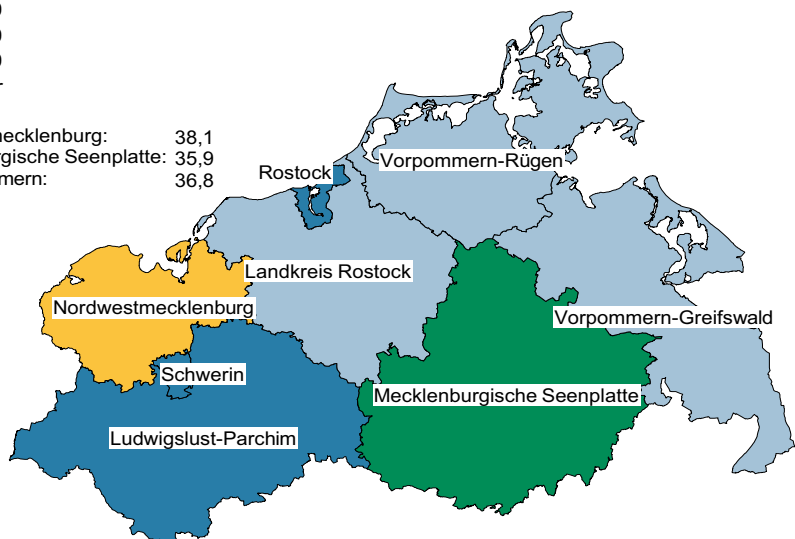 mecklenburg: 38,1
rgische Seenplatte: 35,9
mern: 36,8
Rostock
Vorpommern-Rügen
Landkreis Rostock
Nordwestmecklenburg
Vorpommern-Greifswald
Schwerin
Mecklenburgische Seenplatte
Ludwigslust-Parchim